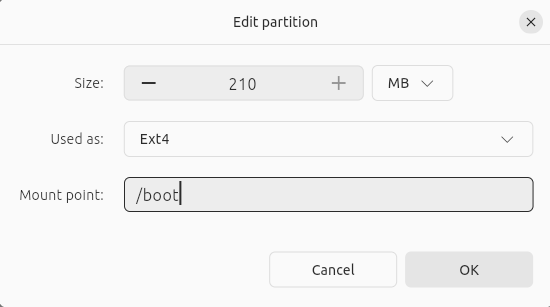 Edit partition
Size: 210 MB
Used as: Ext4
Mount point: /boot
Cancel OK